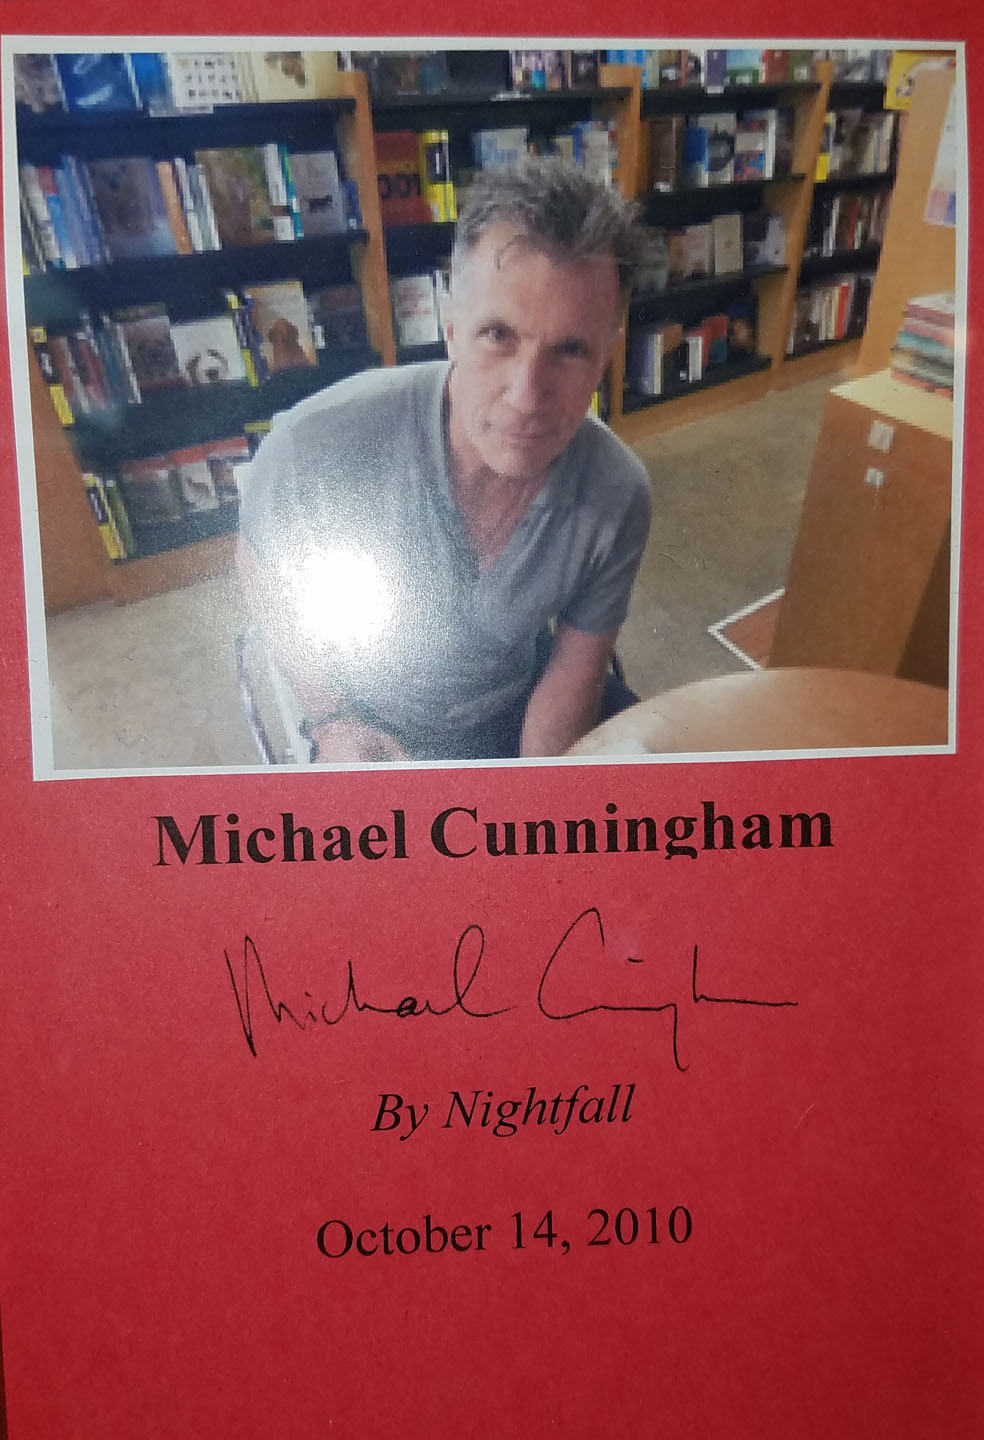 Michael Cunningham
Michael Cunningham
By Nightfall
October 14, 2010